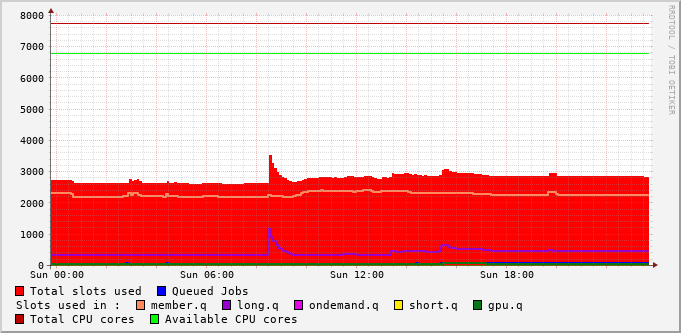 8000
7000
6000
5000
4000
3000
2000
1000
0
Sun 00:00 Sun 06:00 Sun 12:00 Sun 18:00
RRDTOOL / TOBI OETIKER
Total slots used Queued Jobs
Slots used in : member.q long.q ondemand.q short.q gpu.q
Total CPU cores Available CPU cores